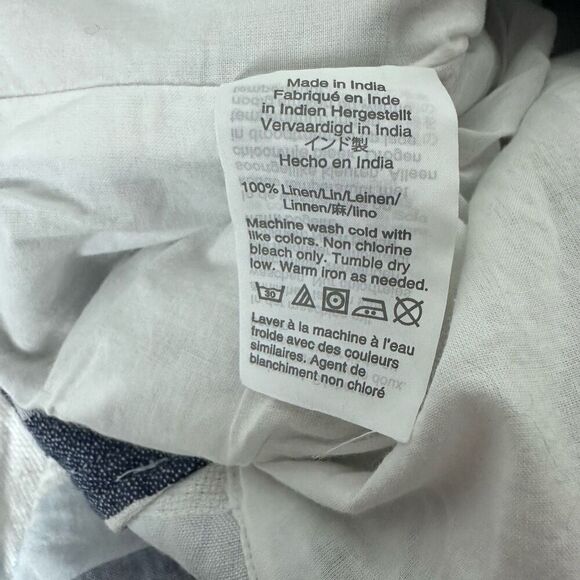 Made in India
Fabriqué en Inde
in Indien Hergestellt
Vervaardigd in India
インド製
Hecho en India
100% Linen/Lin/Leinen/
Linnen/麻/lino
Machine wash cold with
like colors. Non chlorine
bleach only. Tumble dry
low. Warm iron as needed.
30
Laver à la machine à l'eau
froide avec des couleurs
similaires. Agent de
blanchiment non chloré